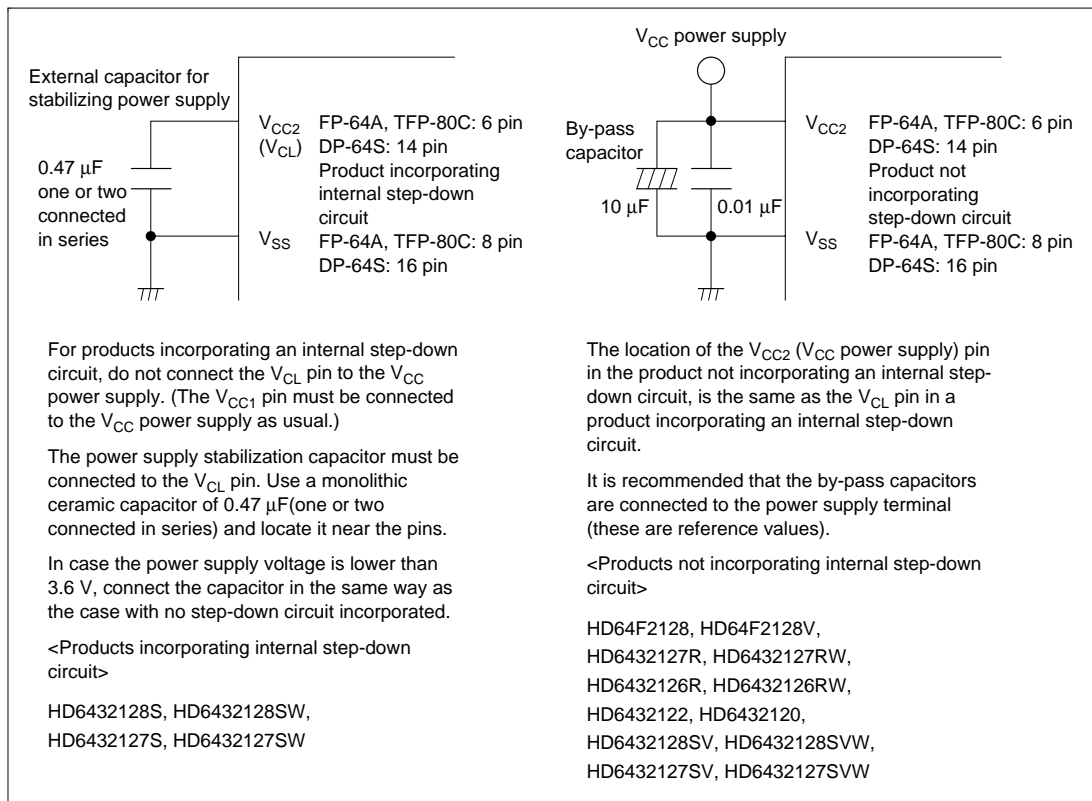 External capacitor for
stabilizing power supply
0.47 μF
one or two
connected
in series
VCC2 FP-64A, TFP-80C: 6 pin
(VCL) DP-64S: 14 pin
Product incorporating
internal step-down
circuit
VSS FP-64A, TFP-80C: 8 pin
DP-64S: 16 pin
For products incorporating an internal step-down
circuit, do not connect the VCL pin to the VCC
power supply. (The VCC1 pin must be connected
to the VCC power supply as usual.)
The power supply stabilization capacitor must be
connected to the VCL pin. Use a monolithic
ceramic capacitor of 0.47 μF(one or two
connected in series) and locate it near the pins.
In case the power supply voltage is lower than
3.6 V, connect the capacitor in the same way as
the case with no step-down circuit incorporated.
<Products incorporating internal step-down
circuit>
HD6432128S, HD6432128SW,
HD6432127S, HD6432127SW
VCC power supply
By-pass
capacitor
10 μF
0.01 μF
VCC2 FP-64A, TFP-80C: 6 pin
DP-64S: 14 pin
Product not
incorporating
step-down circuit
VSS FP-64A, TFP-80C: 8 pin
DP-64S: 16 pin
The location of the VCC2 (VCC power supply) pin
in the product not incorporating an internal step-
down circuit, is the same as the VCL pin in a
product incorporating an internal step-down
circuit.
It is recommended that the by-pass capacitors
are connected to the power supply terminal
(these are reference values).
<Products not incorporating internal step-down
circuit>
HD64F2128, HD64F2128V,
HD6432127R, HD6432127RW,
HD6432126R, HD6432126RW,
HD6432122, HD6432120,
HD6432128SV, HD6432128SVW,
HD6432127SV, HD6432127SVW